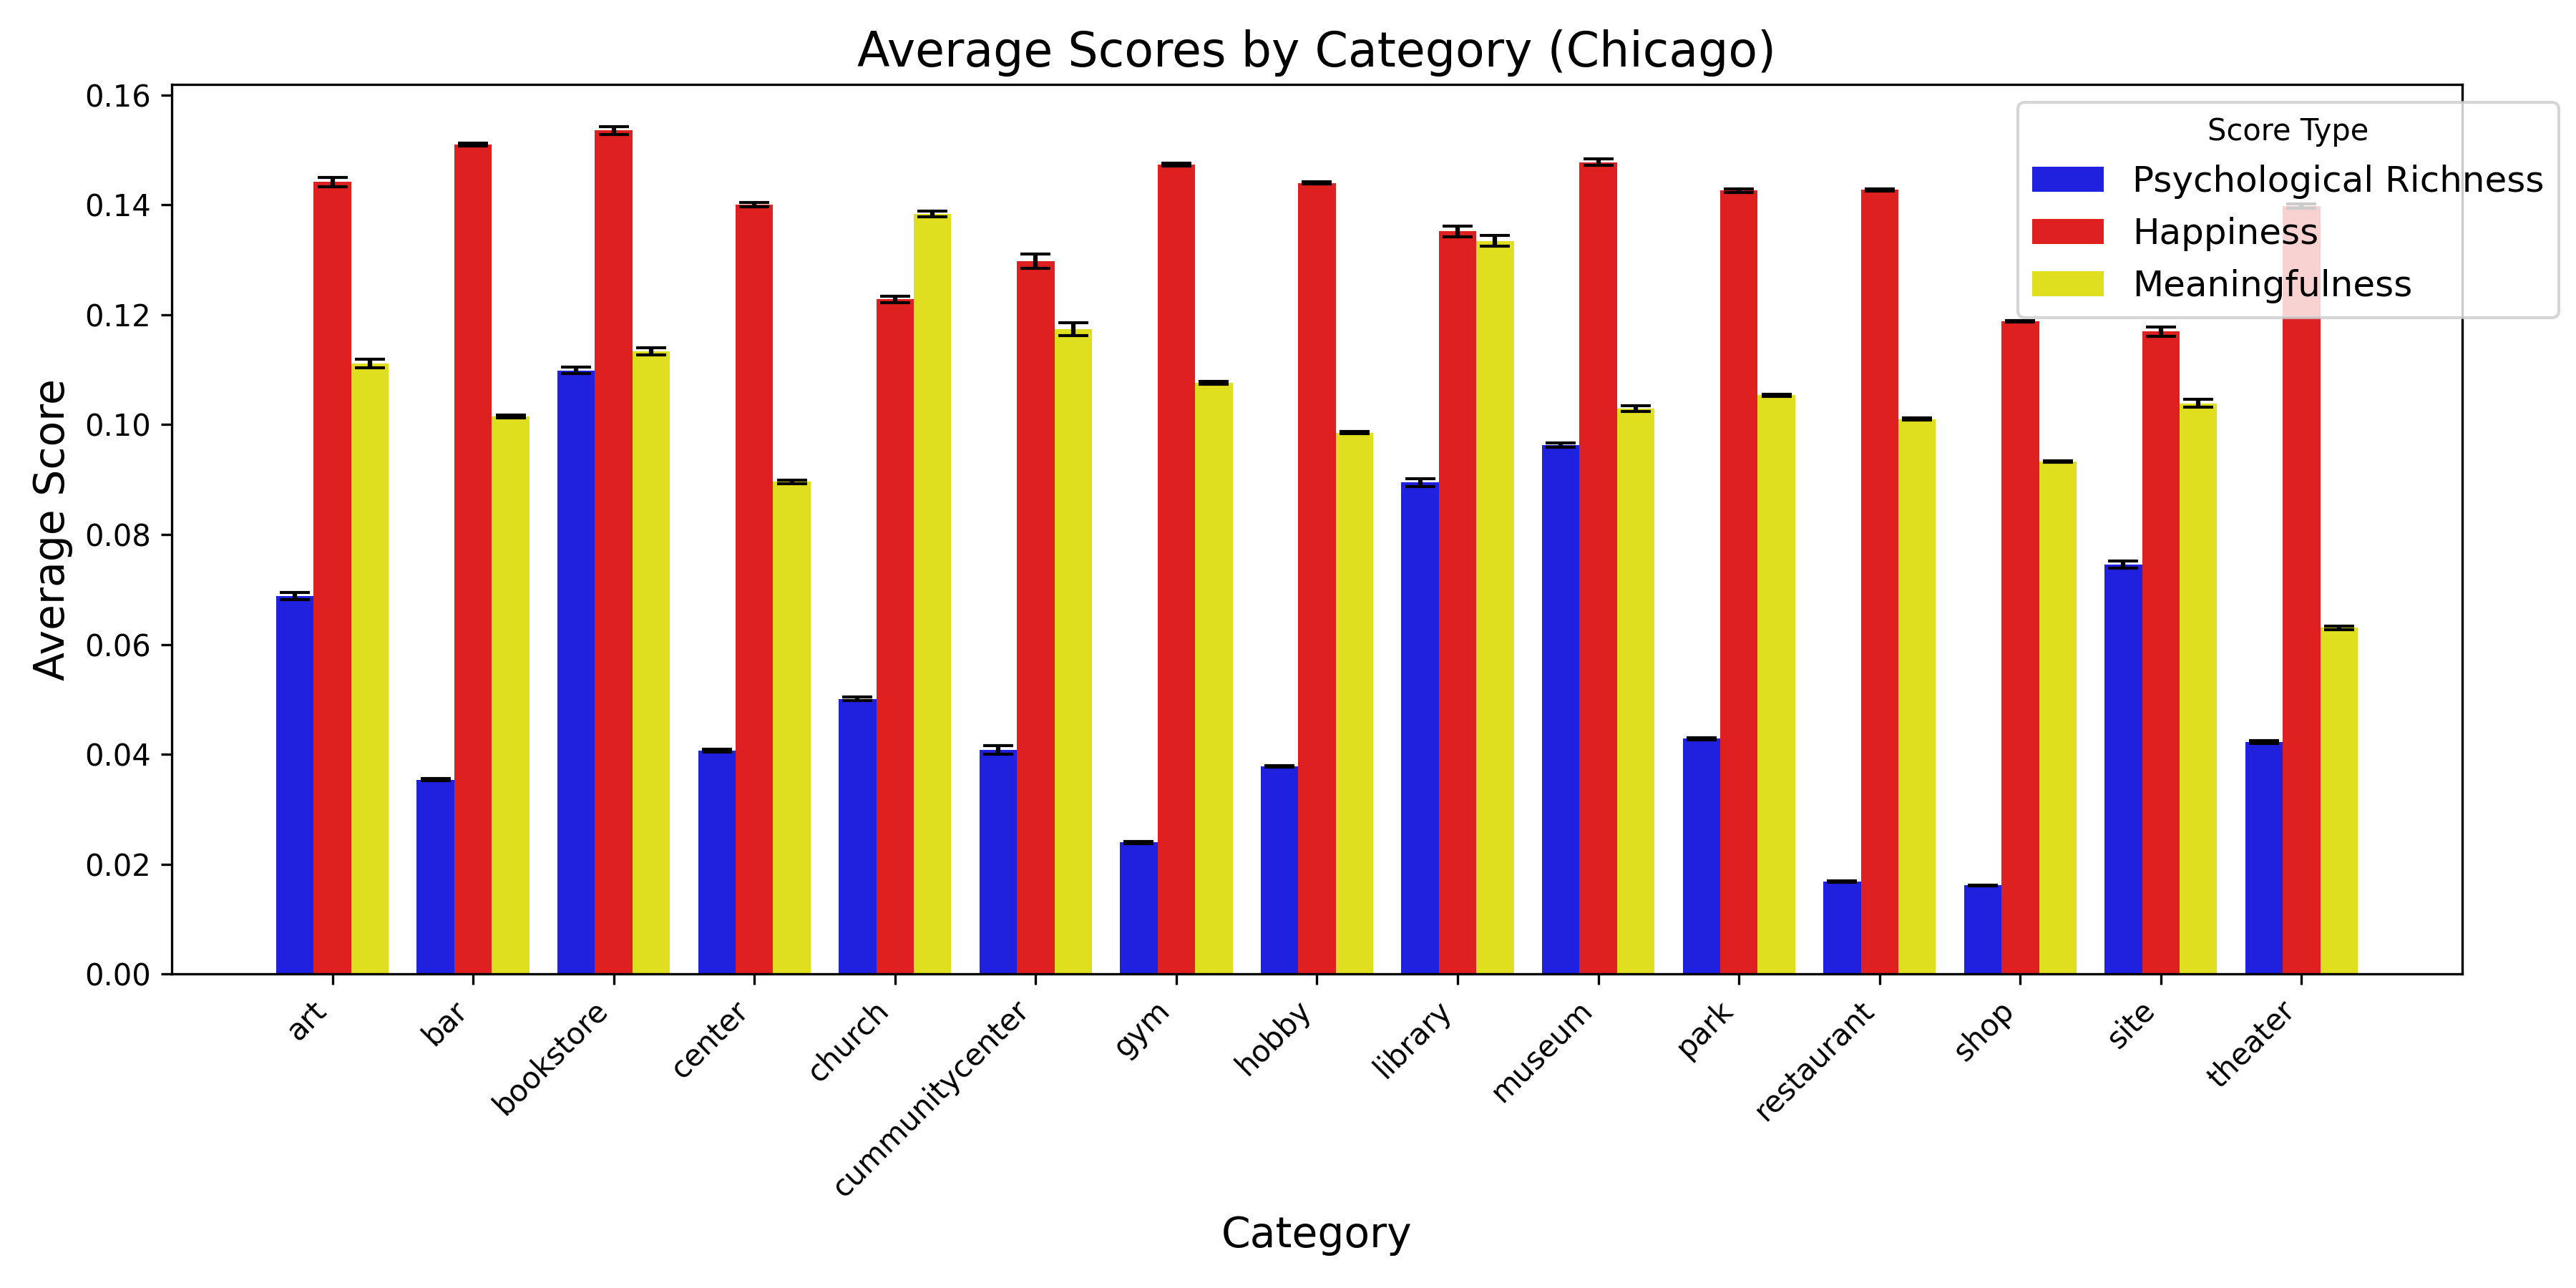 Average Scores by Category (Chicago)
Average Score
0.16
0.14
0.12
0.10
0.08
0.06
0.04
0.02
0.00
Score Type
Psychological Richness
Happiness
Meaningfulness
art
bar
bookstore
center
church
cummunitycenter
gym
hobby
library
museum
park
restaurant
shop
site
theater
Category